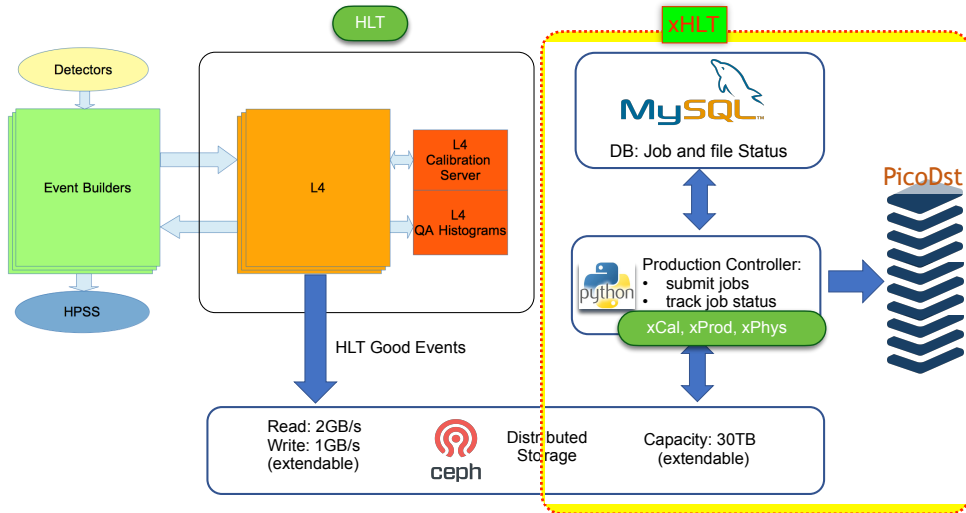 HLT
xHLT
Detectors
Event Builders
HPSS
L4
L4
Calibration
Server
L4
QA Histograms
HLT Good Events
MySQL™
DB: Job and file Status
python
Production Controller:
• submit jobs
• track job status
xCal, xProd, xPhys
PicoDst
Read: 2GB/s
Write: 1GB/s
(extendable)
ceph
Distributed
Storage
Capacity: 30TB
(extendable)